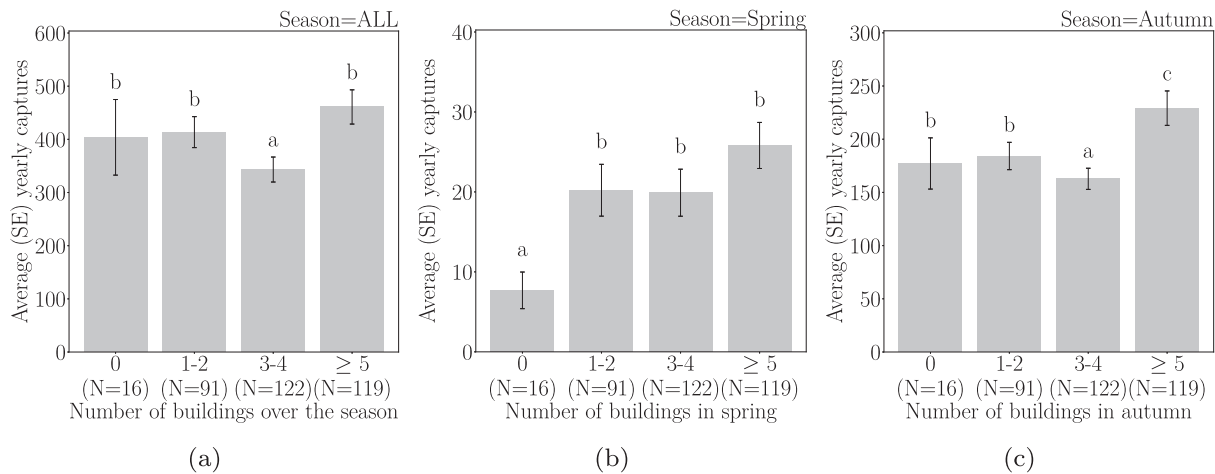 Season=ALL
Average (SE) yearly captures
600
500
400
300
200
100
0
b
b
a
b
0
1-2
3-4
≥ 5
(N=16)
(N=91)
(N=122)
(N=119)
Number of buildings over the season
(a)
Season=Spring
Average (SE) yearly captures
40
30
20
10
0
a
b
b
b
0
1-2
3-4
≥ 5
(N=16)
(N=91)
(N=122)
(N=119)
Number of buildings in spring
(b)
Season=Autumn
Average (SE) yearly captures
300
250
200
150
100
50
0
b
b
a
c
0
1-2
3-4
≥ 5
(N=16)
(N=91)
(N=122)
(N=119)
Number of buildings in autumn
(c)